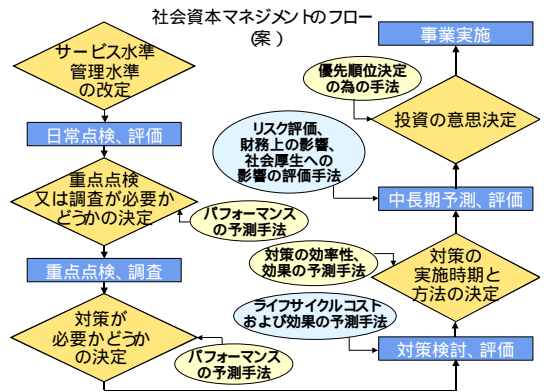 社会資本マネジメントのフロー
(案)
サービス水準
管理水準
の改定
日常点検、評価
重点点検
又は調査が必要か
どうかの決定
パフォーマンス
の予測手法
重点点検、調査
対策が
必要かどうか
の決定
パフォーマンス
の予測手法
事業実施
優先順位決定
の為の手法
投資の意思決定
リスク評価、
財務上の影響、
社会厚生への
影響の評価手法
中長期予測、評価
対策の効率性、
効果の予測手法
対策の
実施時期と
方法の決定
ライフサイクルコスト
および効果の予測手法
対策検討、評価